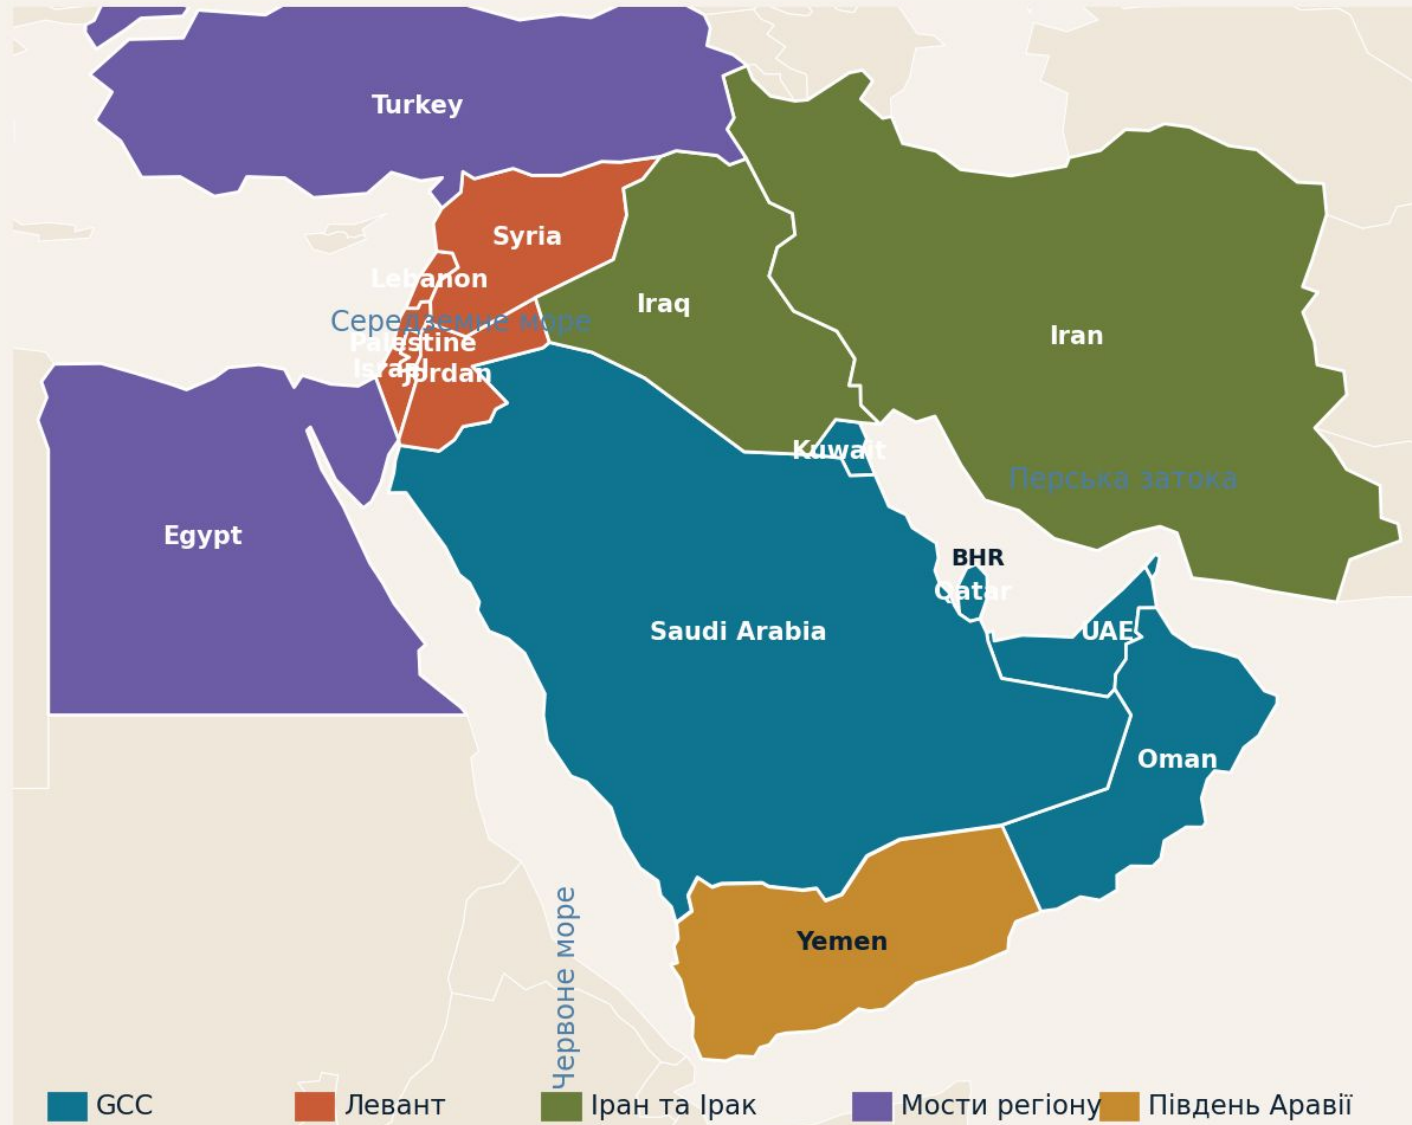 Turkey
Syria
Lebanon
Iraq
Середземне море
Iran
Palestine
Israel
Jordan
Kuwait
Перська затока
Egypt
BHR
Qatar
Saudi Arabia
UAE
Oman
Yemen
Червоне море
GCC
Левант
Іран та Ірак
Мости регіону
Південь Аравії